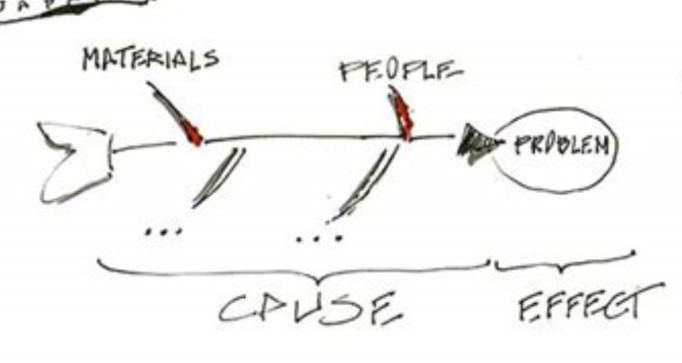 MATERIALS
PEOPLE
PROBLEM
...
...
CAUSE
EFFECT